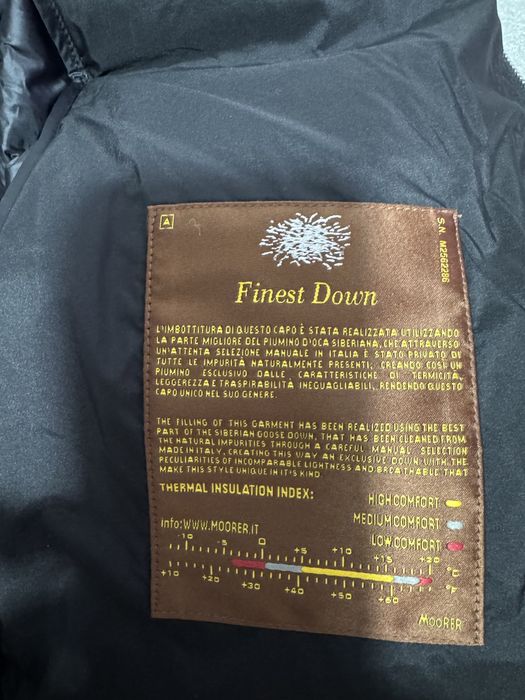 A
S.N. M2562286
Finest Down
L'IMBOTTITURA DI QUESTO CAPO È STATA REALIZZATA UTILIZZANDO
LA PARTE MIGLIORE DEL PIUMINO D'OCA SIBERIANA, CHE ATTRAVERSO
UN'ATTENTA SELEZIONE MANUALE IN ITALIA È STATO PRIVATO DI
TUTTE LE IMPURITÀ NATURALMENTE PRESENTI, CREANDO COSÌ UN
PIUMINO ESCLUSIVO DALLE CARATTERISTICHE DI TERMICITÀ,
LEGGEREZZA E TRASPIRABILITÀ INEGUAGLIABILI, RENDENDO QUESTO
CAPO UNICO NEL SUO GENERE.
THE FILLING OF THIS GARMENT HAS BEEN REALIZED USING THE BEST
PART OF THE SIBERIAN GOOSE DOWN, THAT HAS BEEN CLEANED FROM
THE NATURAL IMPURITIES THROUGH A CAREFUL MANUAL SELECTION
MADE IN ITALY, CREATING THIS WAY AN EXCLUSIVE DOWN WITH THE
PECULIARITIES OF INCOMPARABLE LIGHTNESS AND BREATHABLE THAT
MAKE THIS STYLE UNIQUE IN IT'S KIND.
THERMAL INSULATION INDEX:
HIGH COMFORT
MEDIUM COMFORT
LOW COMFORT
info:WWW.MOORER.IT
-10 -5 0 +5 +10 +15 +20 °C
+10 +20 +30 +40 +50 +60 °F
MOORER